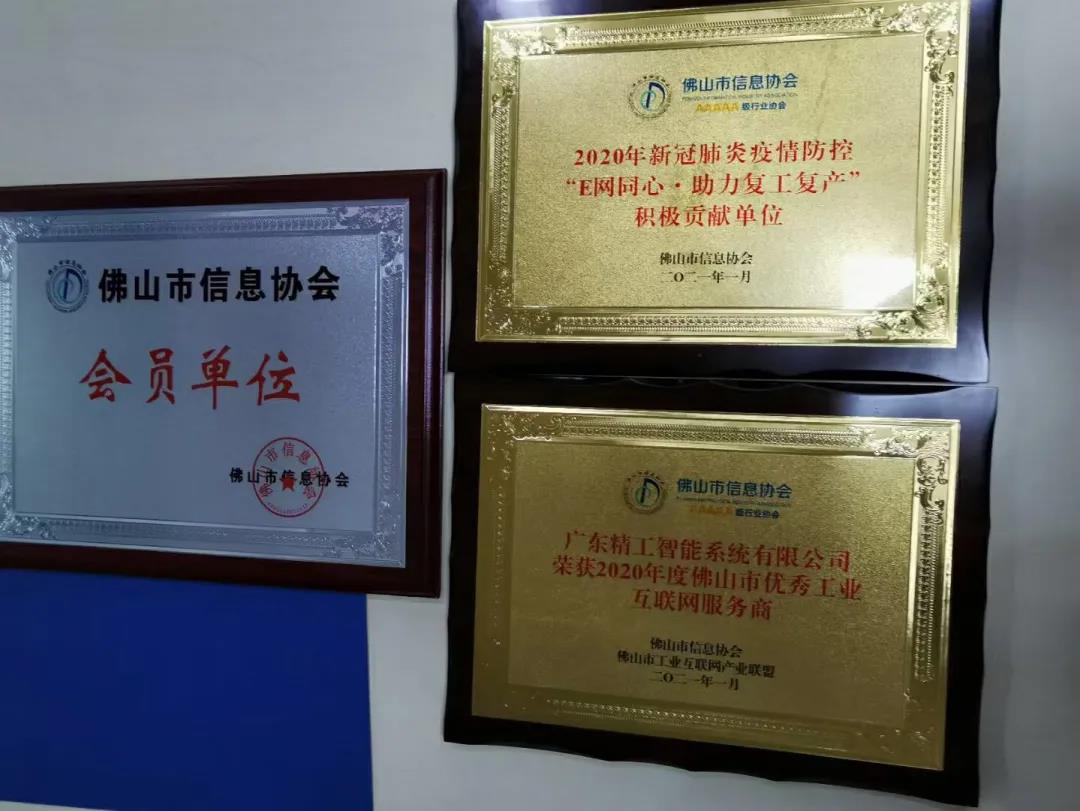 佛山市信息协会
会员单位
佛山市信息协会
佛山市信息协会
AAAAA级行业协会
2020年新冠肺炎疫情防控
“E网同心·助力复工复产”
积极贡献单位
佛山市信息协会
二〇二一年一月
佛山市信息协会
AAAAA级行业协会
广东精工智能系统有限公司
荣获2020年度佛山市优秀工业
互联网服务商
佛山市信息协会
佛山市工业互联网产业联盟
二〇二一年一月